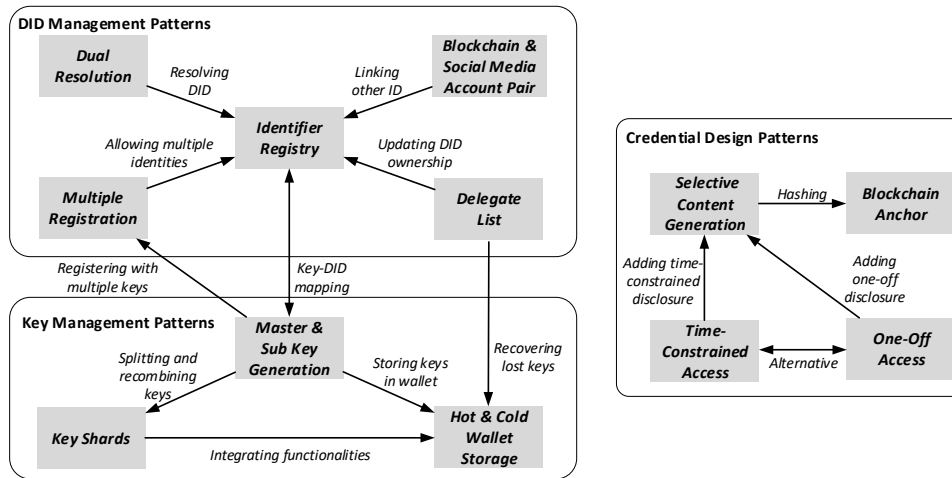 DID Management Patterns
Dual
Resolution
Resolving
DID
Linking
other ID
Blockchain &
Social Media
Account Pair
Identifier
Registry
Allowing multiple
identities
Updating DID
ownership
Multiple
Registration
Delegate
List
Registering with
multiple keys
Key-DID
mapping
Key Management Patterns
Master &
Sub Key
Generation
Splitting and
recombining
keys
Storing keys
in wallet
Recovering
lost keys
Key Shards
Integrating functionalities
Hot & Cold
Wallet
Storage
Credential Design Patterns
Selective
Content
Generation
Hashing
Blockchain
Anchor
Adding time-
constrained
disclosure
Adding
one-off
disclosure
Time-
Constrained
Access
Alternative
One-Off
Access